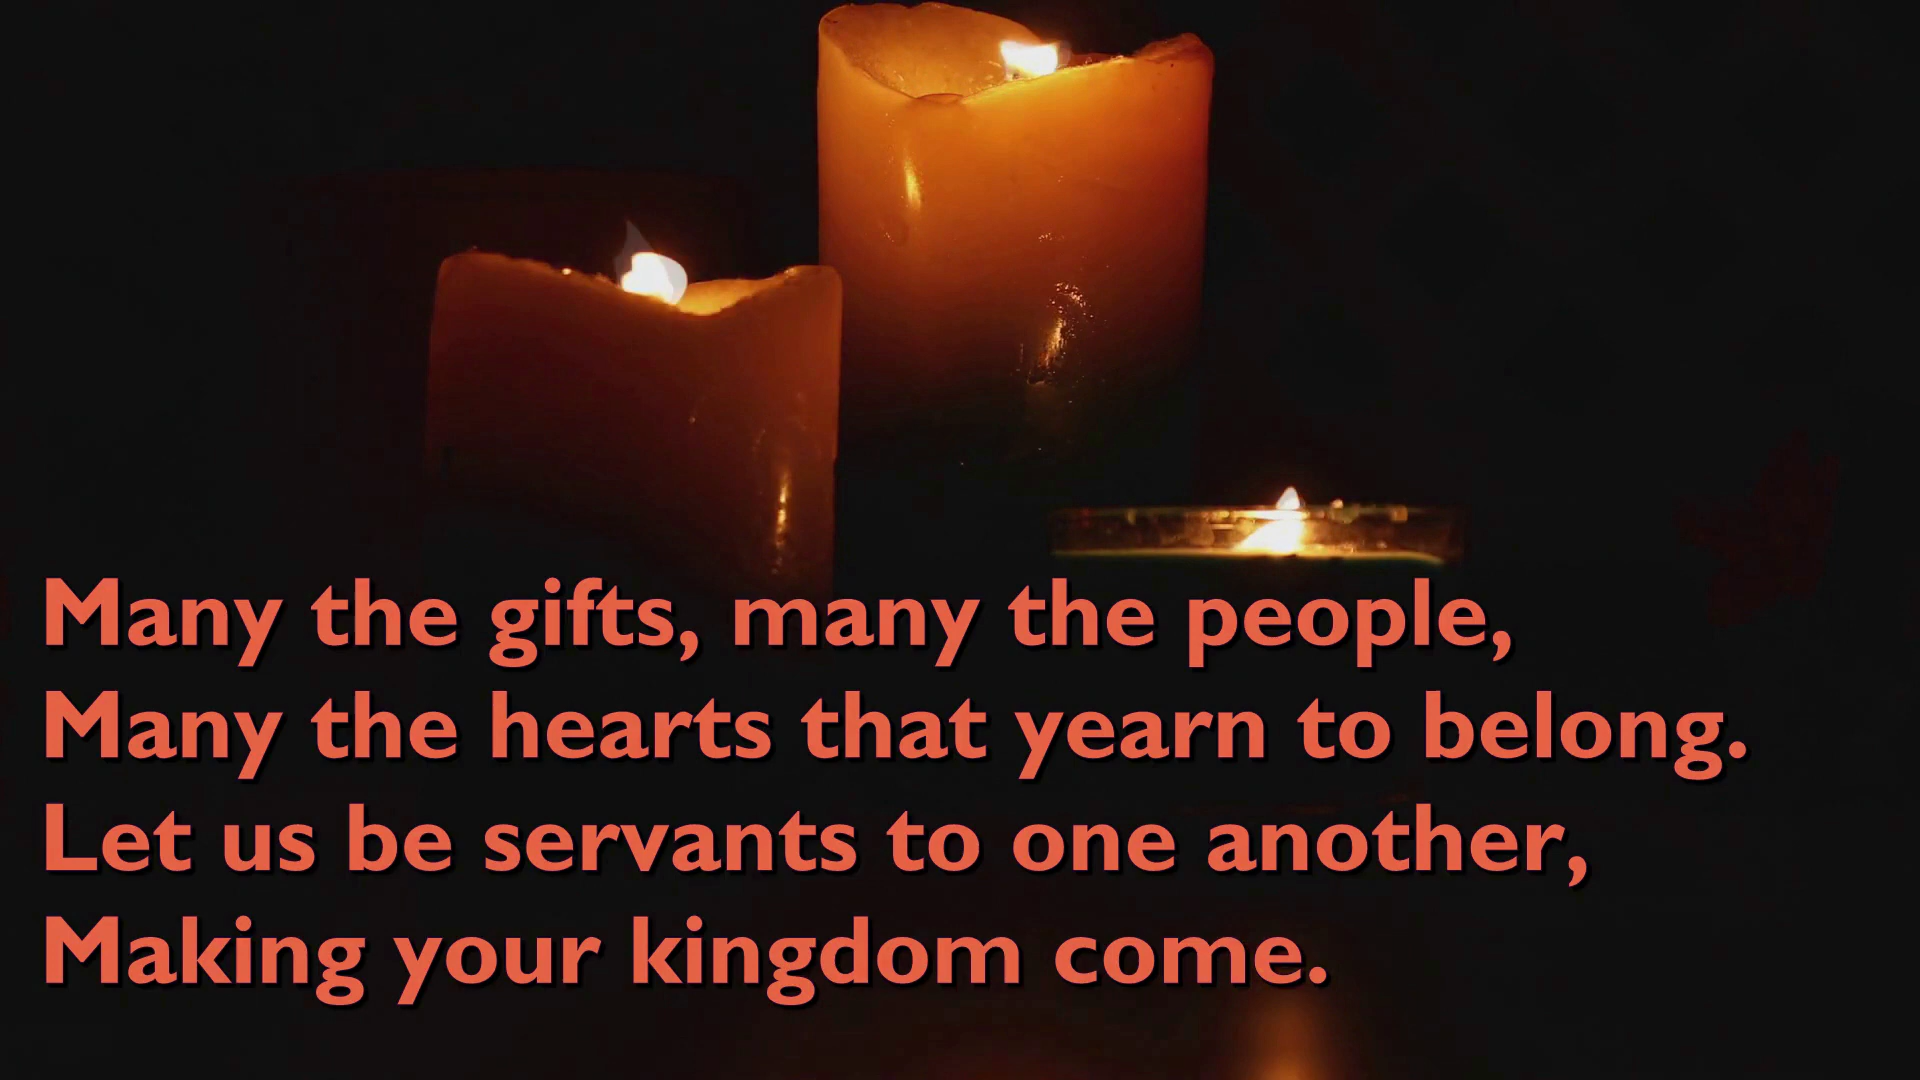 Many the gifts, many the people,
Many the hearts that yearn to belong.
Let us be servants to one another,
Making your kingdom come.